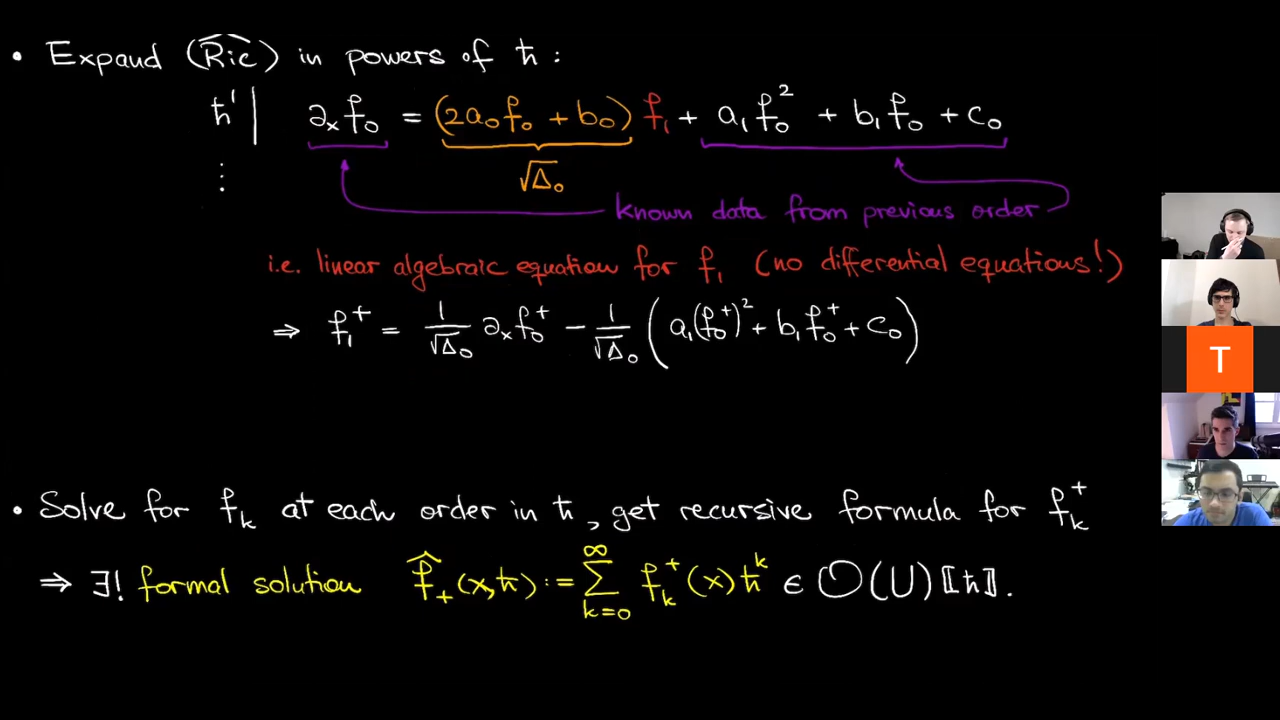 • Expand (R̂ic) in powers of ħ :
ħ¹ | ∂ₓf₀ = (2a₀f₀ + b₀) f₁ + a₁f₀² + b₁f₀ + c₀
⋮
√Δ₀
known data from previous order
i.e. linear algebraic equation for f₁ (no differential equations!)
⇒ f₁⁺ = 1/√Δ₀ ∂ₓf₀⁺ − 1/√Δ₀ (a₁(f₀⁺)² + b₁f₀⁺ + c₀)
• Solve for fₖ at each order in ħ, get recursive formula for fₖ⁺
⇒ ∃! formal solution f̂₊(x,ħ) := ∑_{k=0}^{∞} fₖ⁺(x)ħᵏ ∈ O(U)⟦ħ⟧.
T